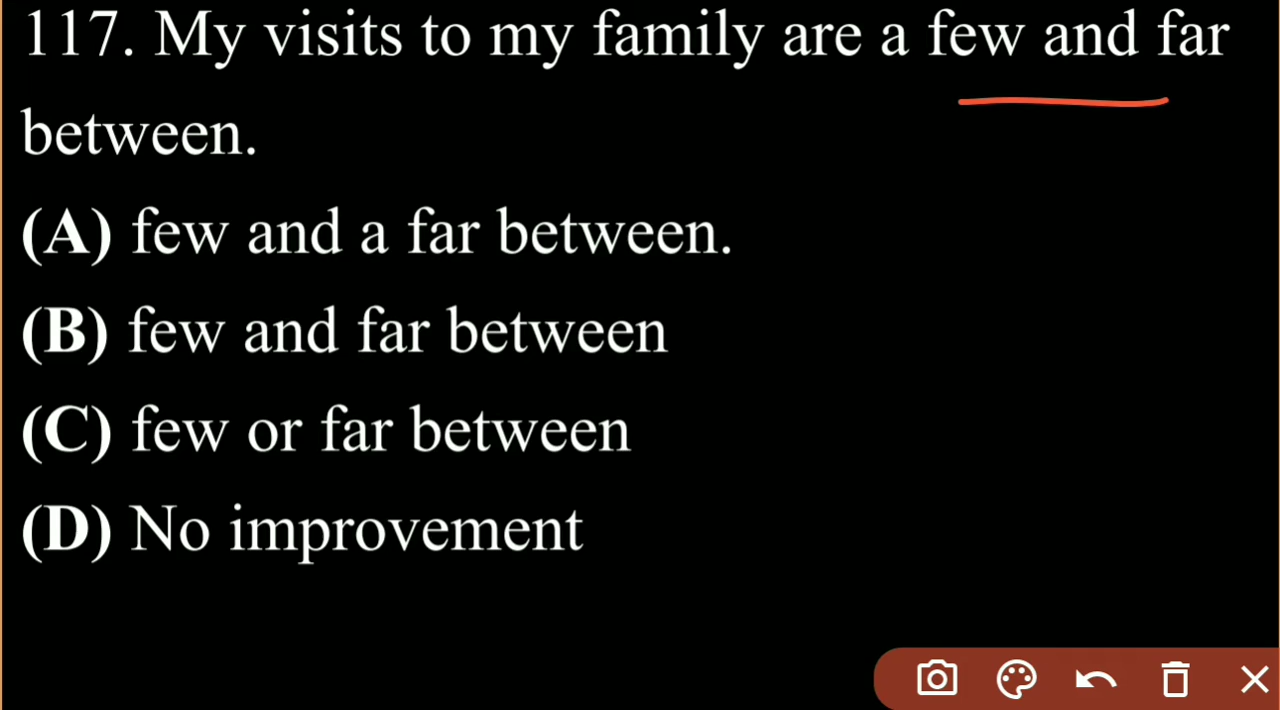 117. My visits to my family are a few and far
between.
(A) few and a far between.
(B) few and far between
(C) few or far between
(D) No improvement